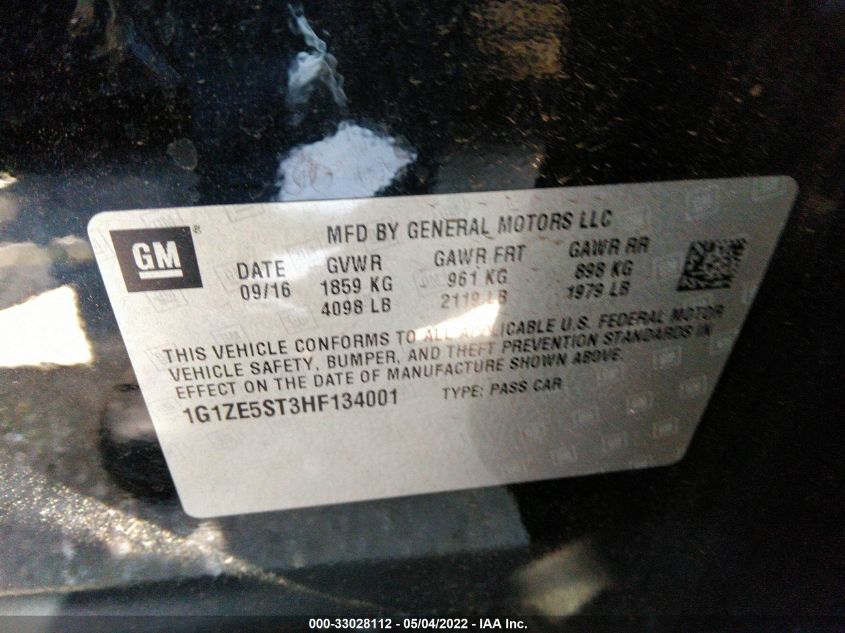 GM
®
MFD BY GENERAL MOTORS LLC
DATE GVWR GAWR FRT GAWR RR
09/16 1859 KG 961 KG 898 KG
4098 LB 2119 LB 1979 LB
THIS VEHICLE CONFORMS TO ALL APPLICABLE U.S. FEDERAL MOTOR
VEHICLE SAFETY, BUMPER, AND THEFT PREVENTION STANDARDS IN
EFFECT ON THE DATE OF MANUFACTURE SHOWN ABOVE.
1G1ZE5ST3HF134001 TYPE: PASS CAR
000-33028112 - 05/04/2022 - IAA Inc.